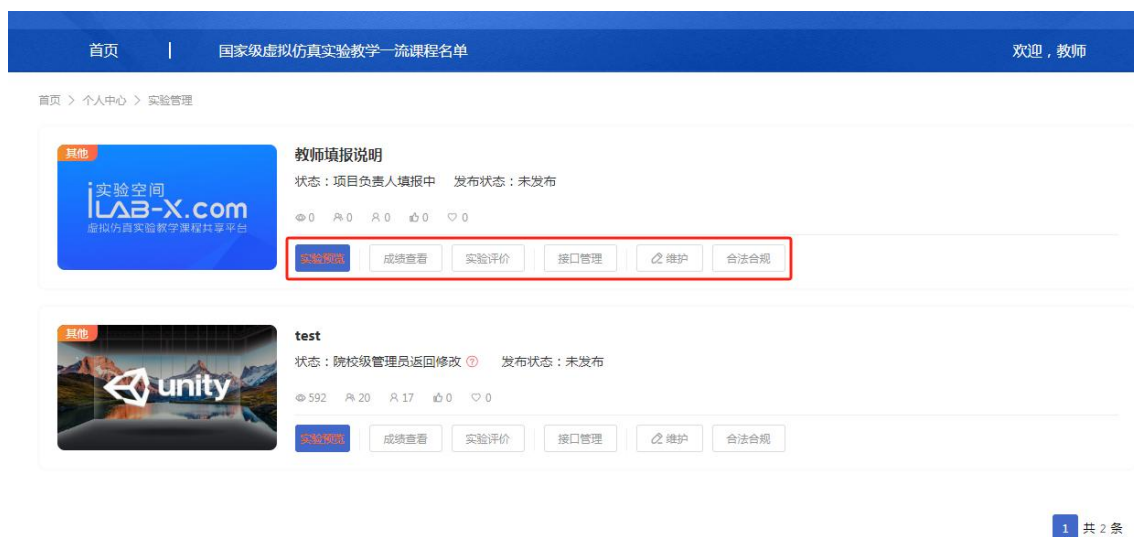 首页 | 国家级虚拟仿真实验教学一流课程名单 欢迎，教师
首页 > 个人中心 > 实验管理
其他
实验空间
iLAB-X.com
虚拟仿真实验教学课程共享平台
教师填报说明
状态：项目负责人填报中 发布状态：未发布
0 0 0 0 0
实验预览 成绩查看 实验评价 接口管理 维护 合法合规
其他
unity
test
状态：院校级管理员返回修改 ? 发布状态：未发布
592 20 17 0 0
实验预览 成绩查看 实验评价 接口管理 维护 合法合规
1 共 2 条